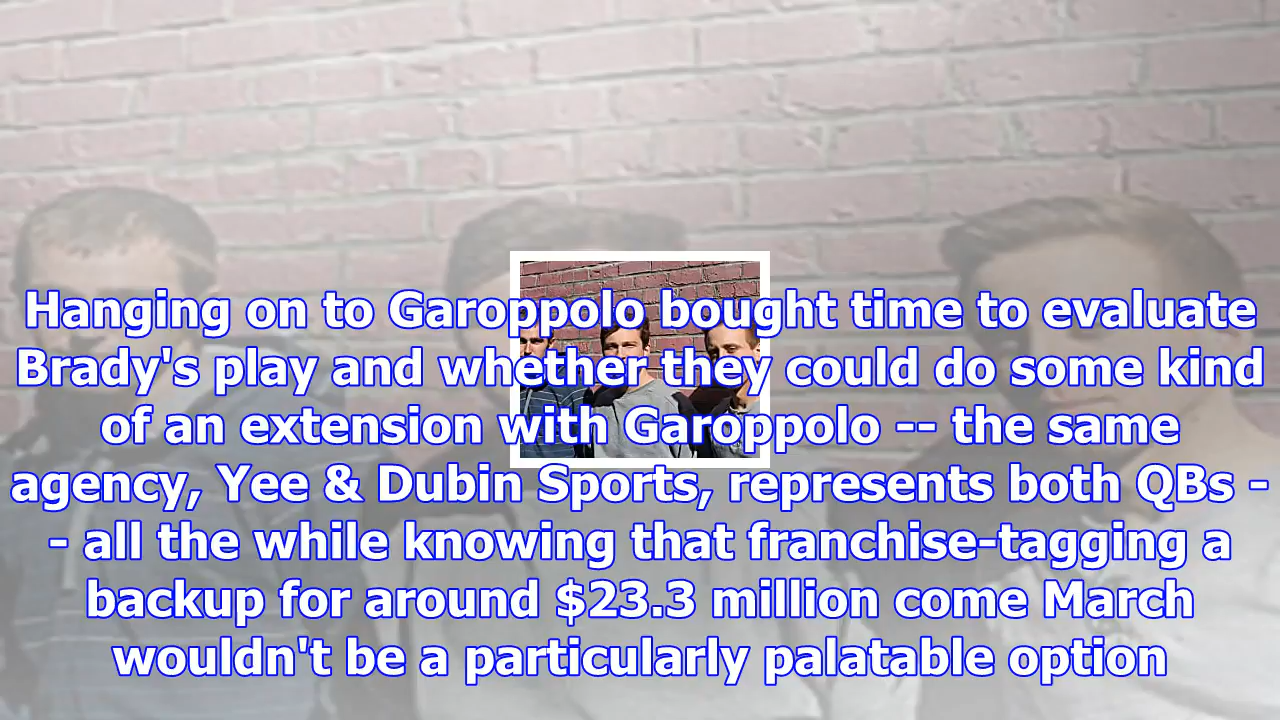 Hanging on to Garoppolo bought time to evaluate
Brady's play and whether they could do some kind
of an extension with Garoppolo -- the same
agency, Yee & Dubin Sports, represents both QBs -
- all the while knowing that franchise-tagging a
backup for around $23.3 million come March
wouldn't be a particularly palatable option